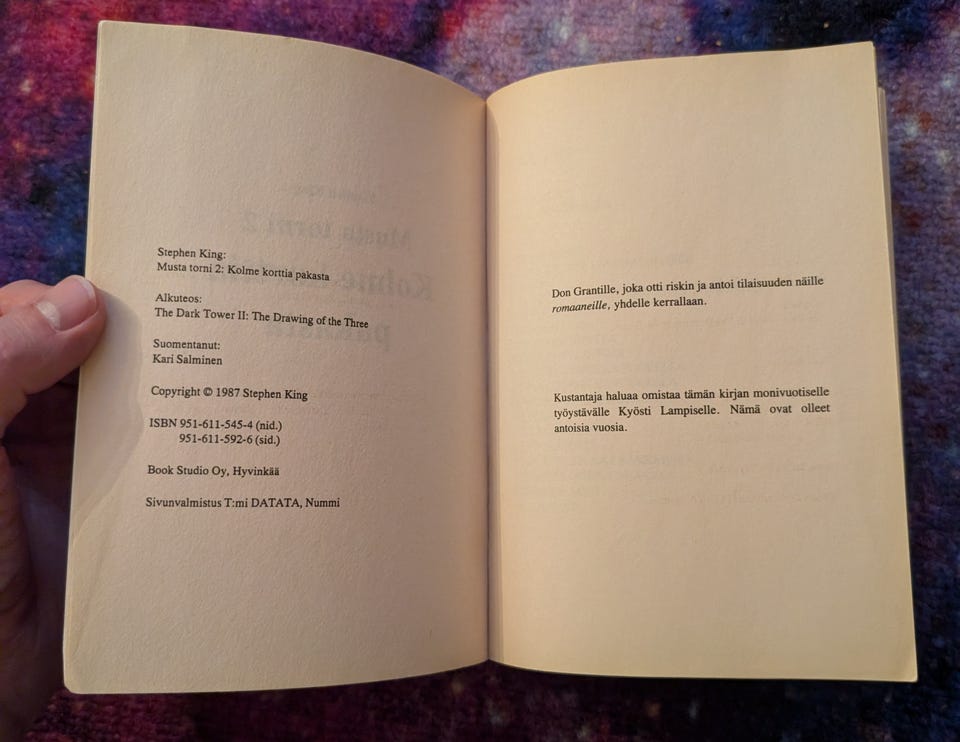 Stephen King:
Musta torni 2: Kolme korttia pakasta
Alkuteos:
The Dark Tower II: The Drawing of the Three
Suomentanut:
Kari Salminen
Copyright © 1987 Stephen King
ISBN 951-611-545-4 (nid.)
951-611-592-6 (sid.)
Book Studio Oy, Hyvinkää
Sivunvalmistus T:mi DATATA, Nummi
Don Grantille, joka otti riskin ja antoi tilaisuuden näille
romaaneille, yhdelle kerrallaan.
Kustantaja haluaa omistaa tämän kirjan monivuotiselle
työystävälle Kyösti Lampiselle. Nämä ovat olleet
antoisia vuosia.